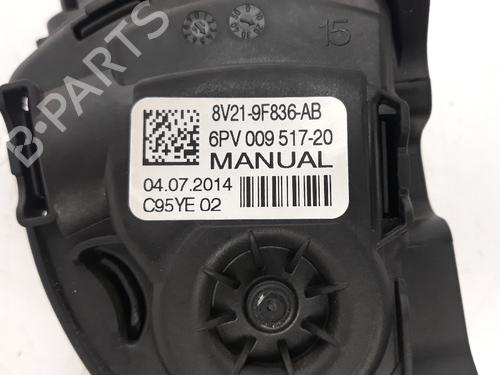 15
8V21-9F836-AB
6PV 009 517-20
MANUAL
04.07.2014
C95YE 02
B-PARTS